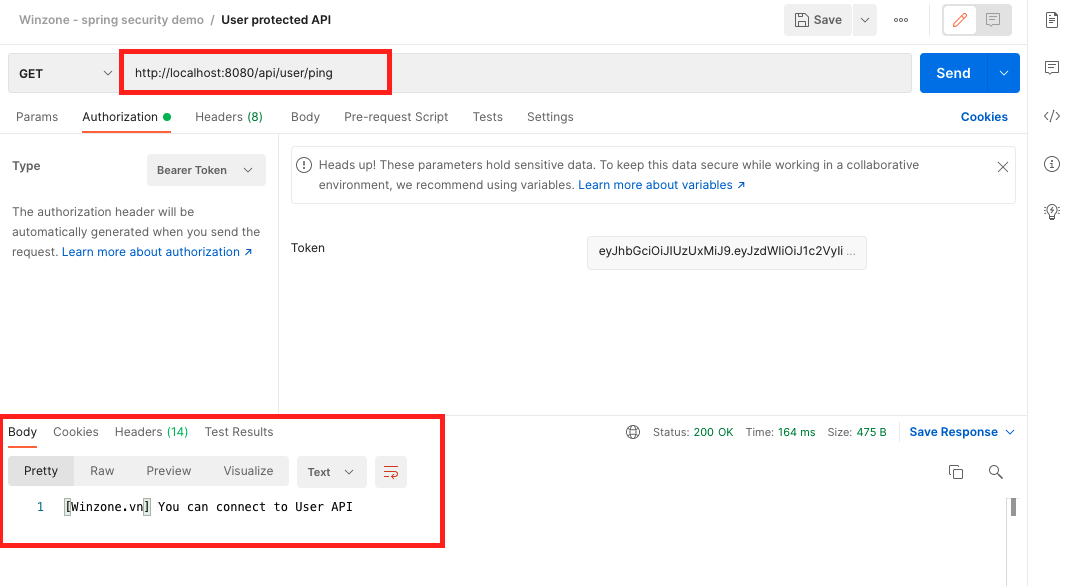 Winzone - spring security demo / User protected API
Save
GET
http://localhost:8080/api/user/ping
Send
Params
Authorization
Headers (8)
Body
Pre-request Script
Tests
Settings
Cookies
Type
Bearer Token
The authorization header will be
automatically generated when you send the
request. Learn more about authorization ↗
Heads up! These parameters hold sensitive data. To keep this data secure while working in a collaborative
environment, we recommend using variables. Learn more about variables ↗
Token
eyJhbGciOiJIUzUxMiJ9.eyJzdWIiOiJ1c2VyIi ...
Body
Cookies
Headers (14)
Test Results
Status: 200 OK
Time: 164 ms
Size: 475 B
Save Response
Pretty
Raw
Preview
Visualize
Text
1 [Winzone.vn] You can connect to User API